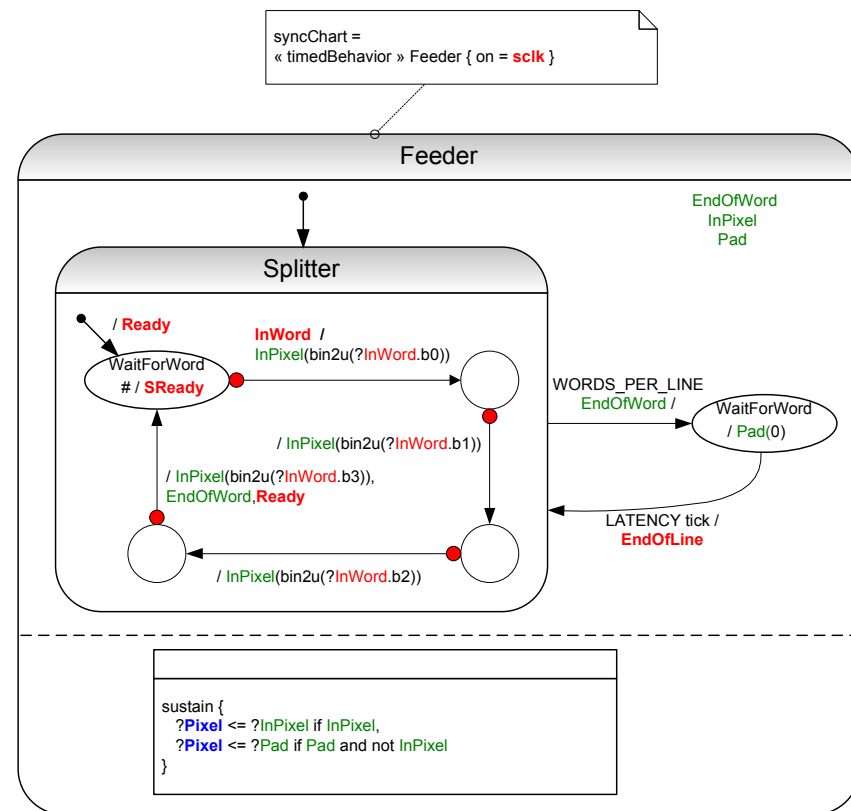 syncChart =
« timedBehavior » Feeder { on = sclk }
Feeder
EndOfWord
InPixel
Pad
Splitter
/ Ready
InWord /
InPixel(bin2u(?InWord.b0))
WaitForWord
# / SReady
WORDS_PER_LINE
EndOfWord /
WaitForWord
/ Pad(0)
/ InPixel(bin2u(?InWord.b1))
/ InPixel(bin2u(?InWord.b3)),
EndOfWord,Ready
LATENCY tick /
EndOfLine
/ InPixel(bin2u(?InWord.b2))
sustain {
?Pixel <= ?InPixel if InPixel,
?Pixel <= ?Pad if Pad and not InPixel
}